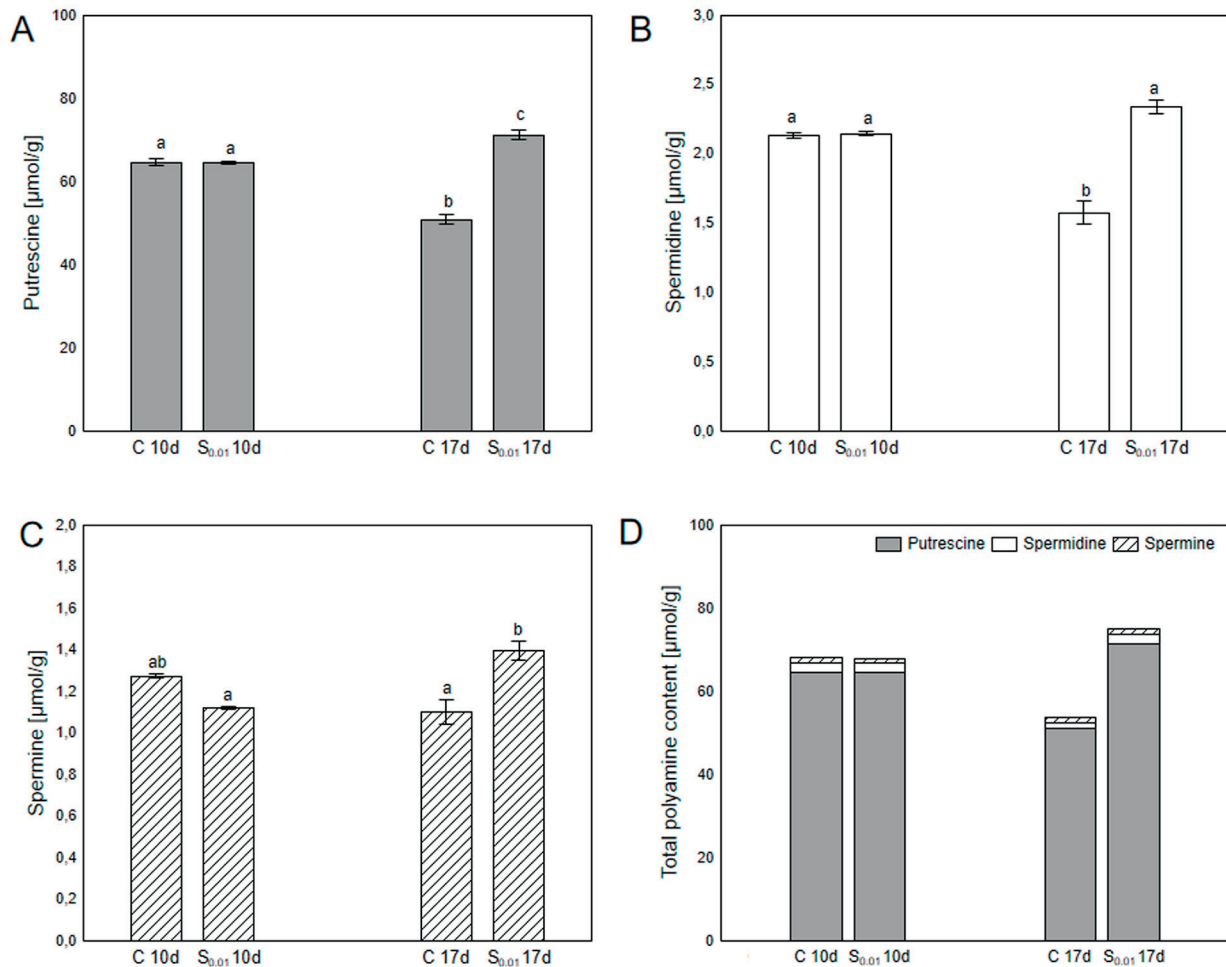 A
Putrescine [µmol/g]
100
80
60
40
20
0
a
a
b
c
C 10d
S0.01 10d
C 17d
S0.01 17d
B
Spermidine [µmol/g]
3,0
2,5
2,0
1,5
1,0
0,5
0,0
a
a
b
a
C 10d
S0.01 10d
C 17d
S0.01 17d
C
Spermine [µmol/g]
2,0
1,8
1,6
1,4
1,2
1,0
0,8
0,6
0,4
0,2
0,0
ab
a
a
b
C 10d
S0.01 10d
C 17d
S0.01 17d
D
Total polyamine content [µmol/g]
100
80
60
40
20
0
Putrescine Spermidine Spermine
C 10d
S0.01 10d
C 17d
S0.01 17d